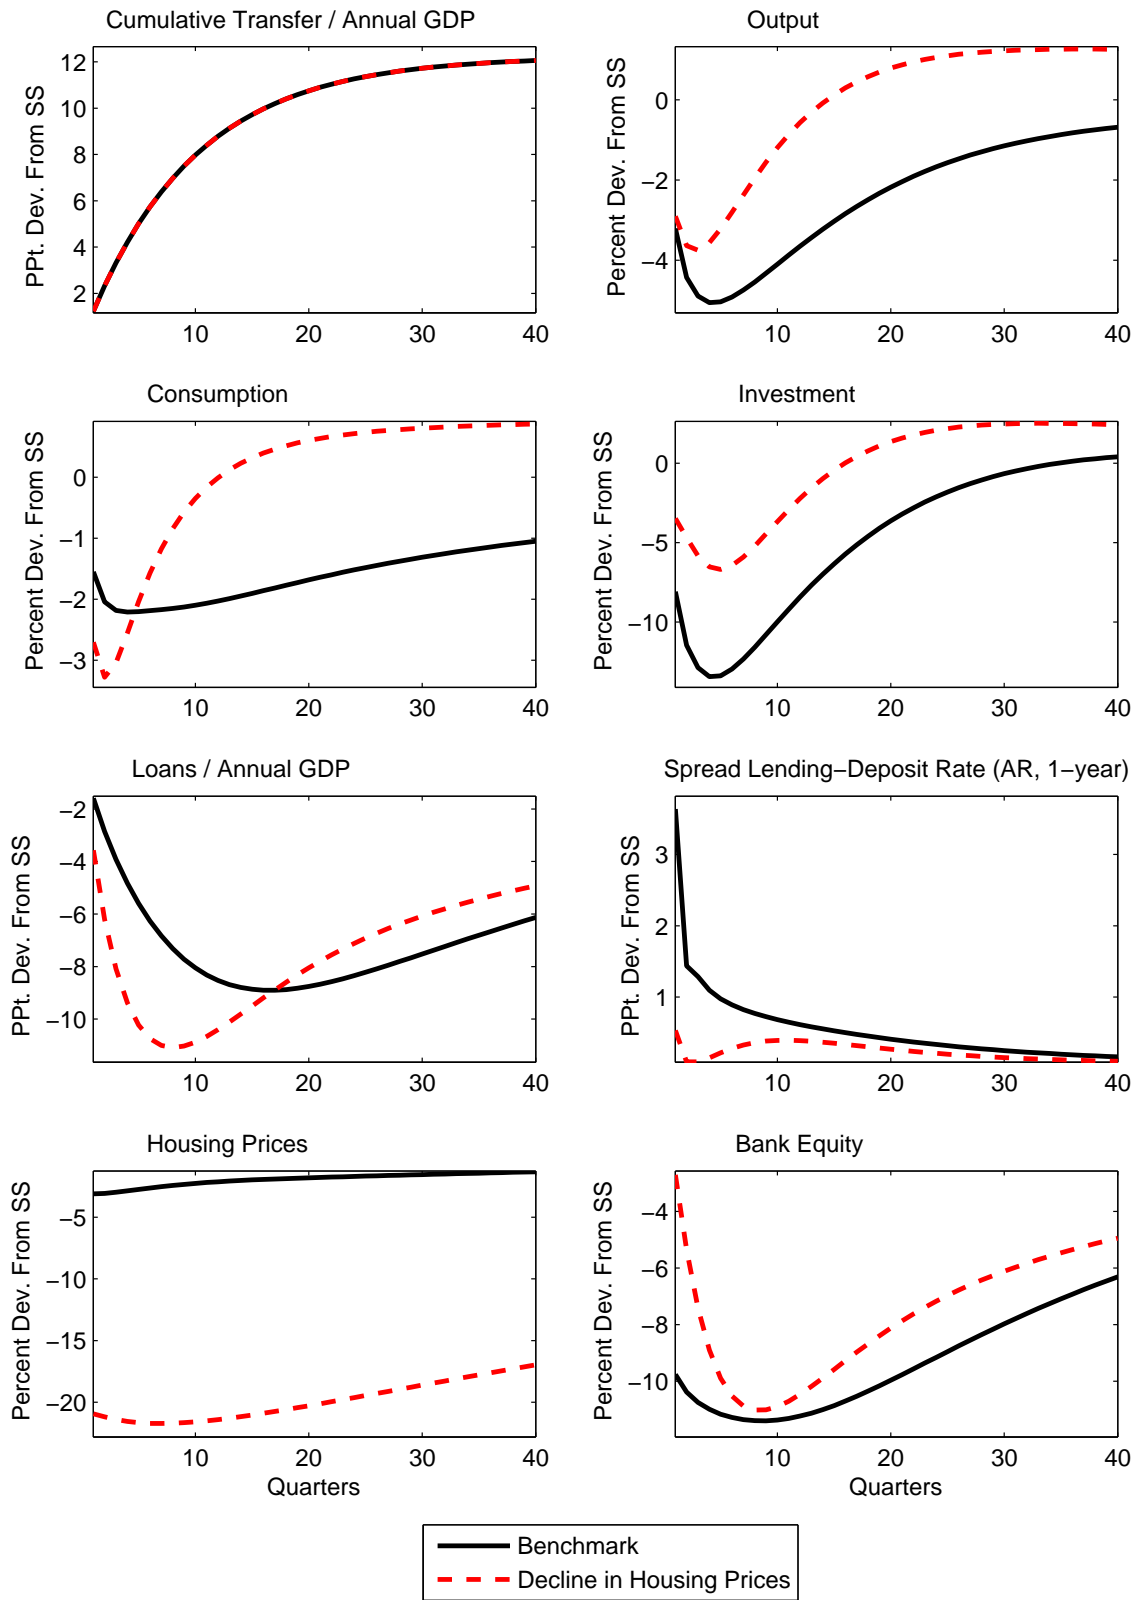 Cumulative Transfer / Annual GDP
PPt. Dev. From SS
12
10
8
6
4
2
10 20 30 40
Output
Percent Dev. From SS
0
−2
−4
10 20 30 40
Consumption
Percent Dev. From SS
0
−1
−2
−3
10 20 30 40
Investment
Percent Dev. From SS
0
−5
−10
10 20 30 40
Loans / Annual GDP
PPt. Dev. From SS
−2
−4
−6
−8
−10
10 20 30 40
Spread Lending−Deposit Rate (AR, 1−year)
PPt. Dev. From SS
3
2
1
10 20 30 40
Housing Prices
Percent Dev. From SS
−5
−10
−15
−20
10 20 30 40
Quarters
Bank Equity
Percent Dev. From SS
−4
−6
−8
−10
10 20 30 40
Quarters
Benchmark
Decline in Housing Prices